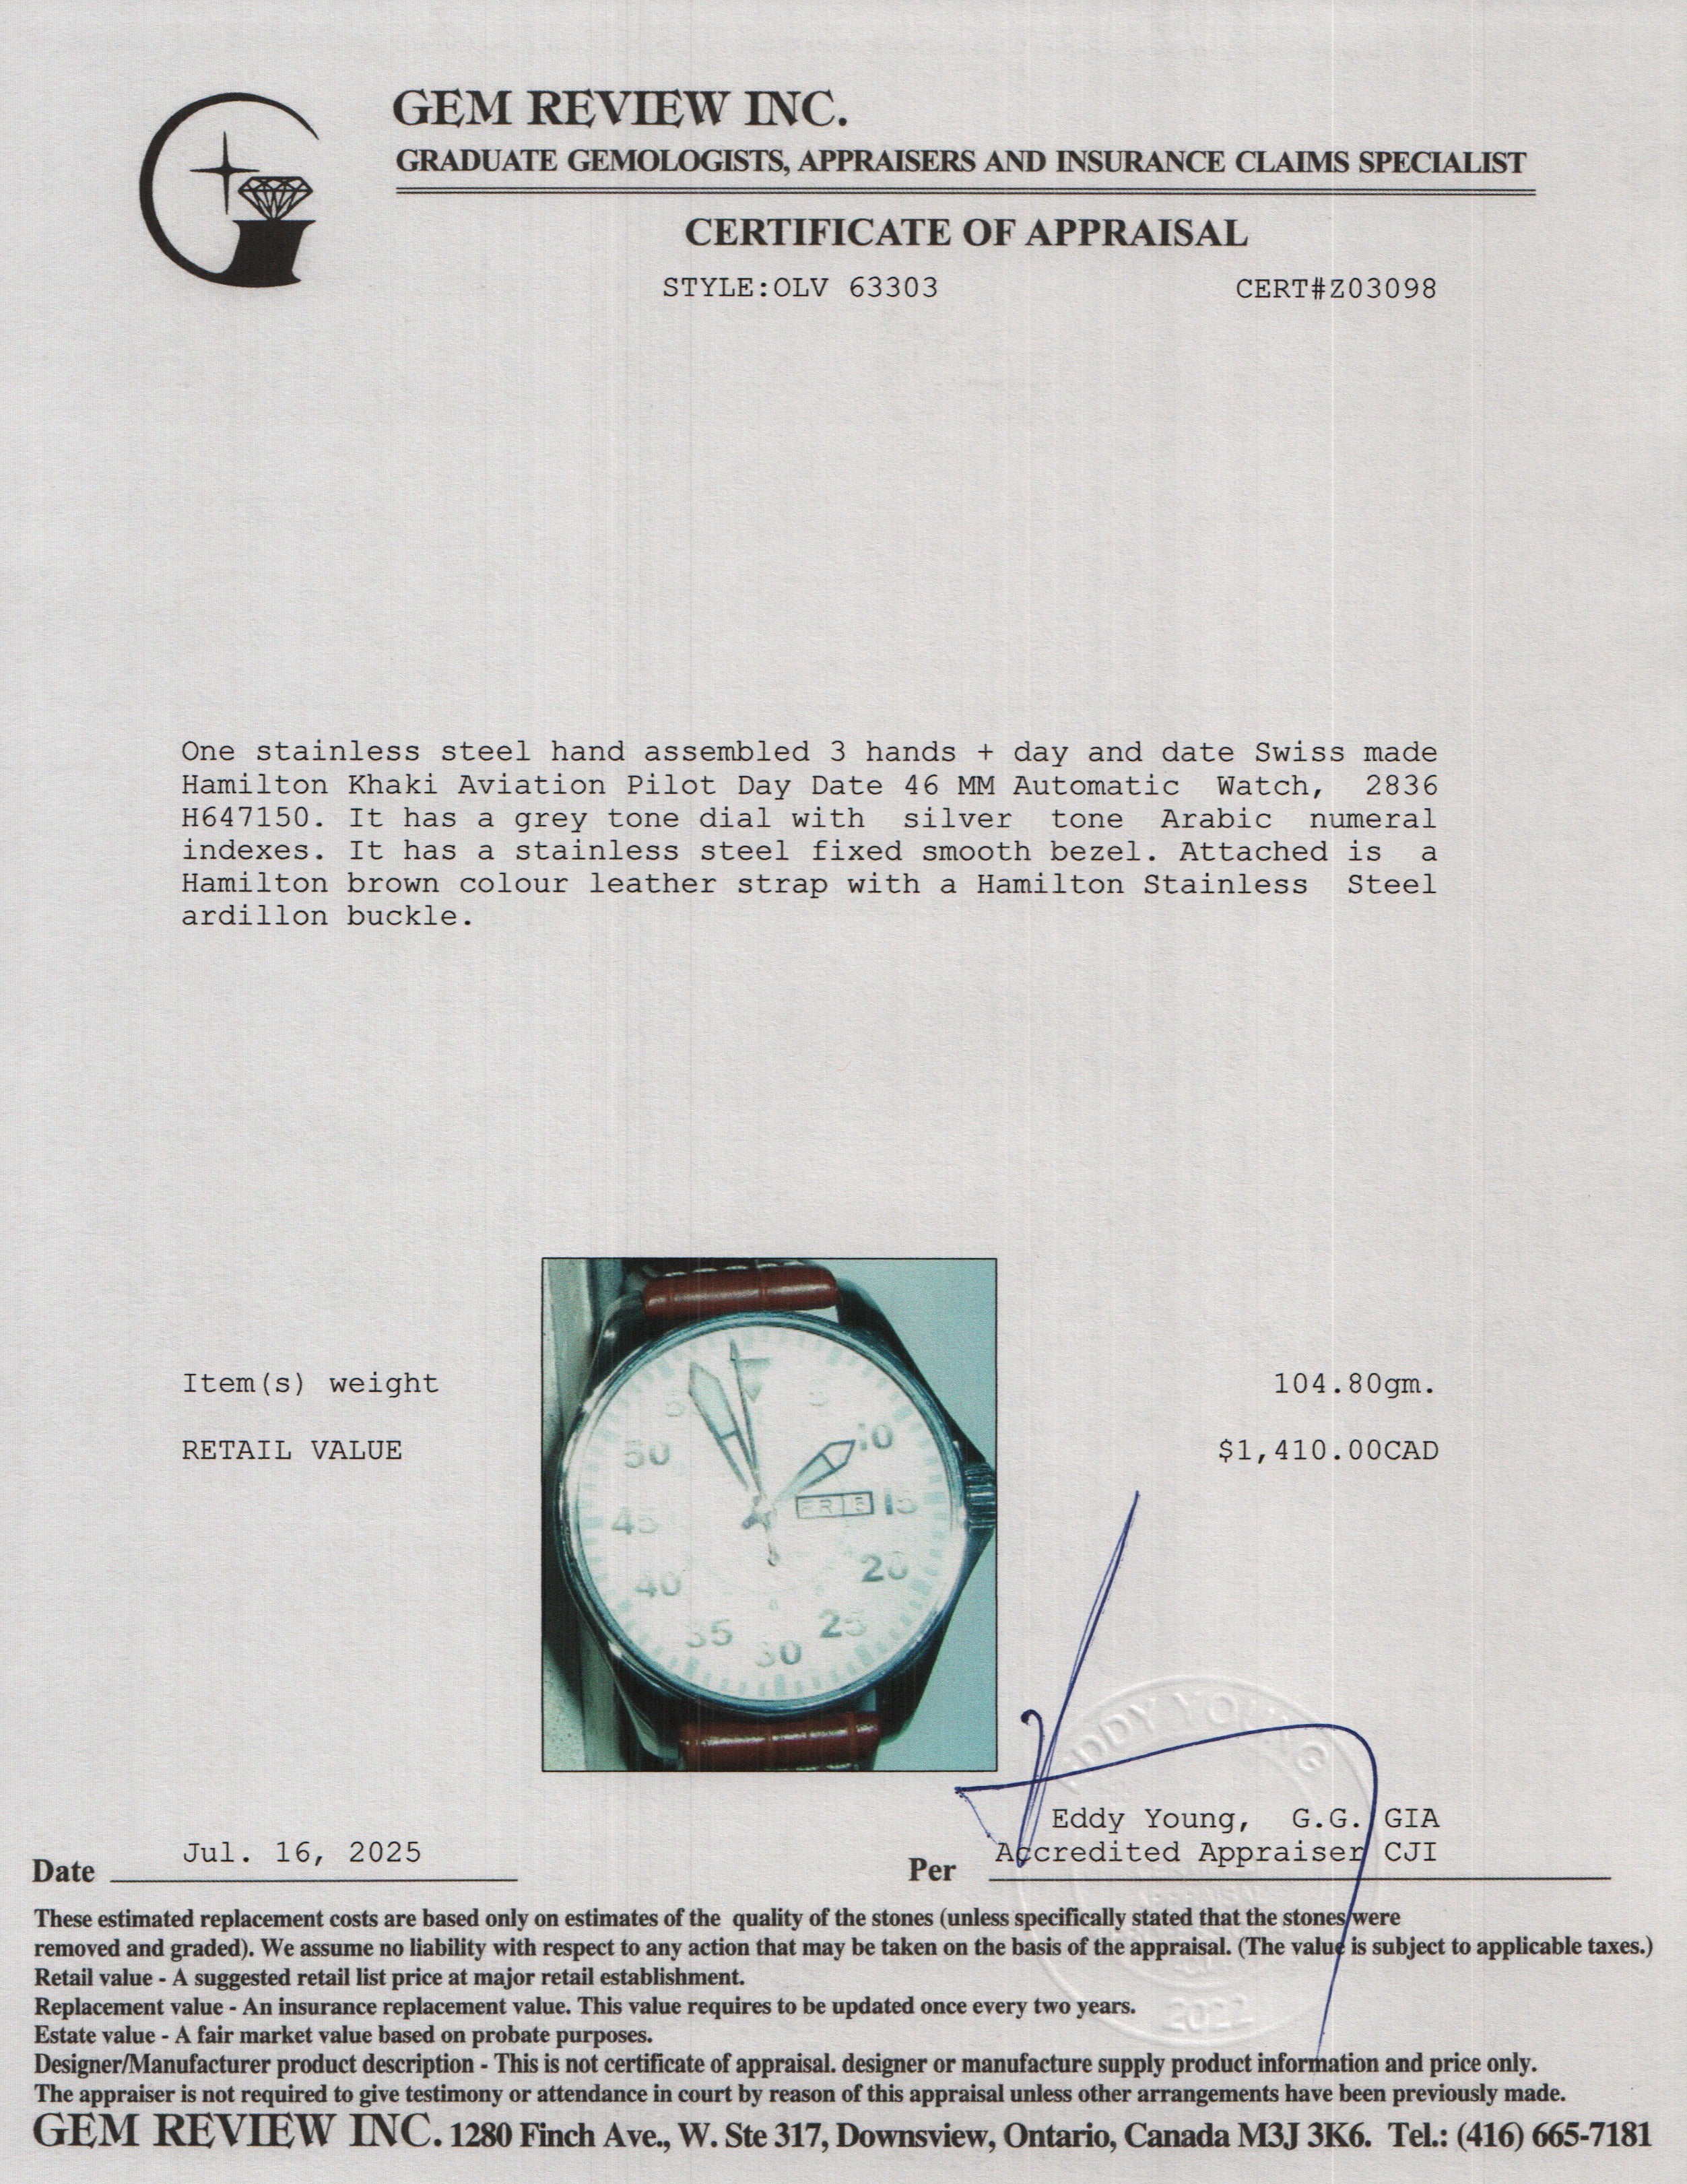 GEM REVIEW INC.
GRADUATE GEMOLOGISTS, APPRAISERS AND INSURANCE CLAIMS SPECIALIST
CERTIFICATE OF APPRAISAL
STYLE:OLV 63303 CERT#Z03098
One stainless steel hand assembled 3 hands + day and date Swiss made
Hamilton Khaki Aviation Pilot Day Date 46 MM Automatic Watch, 2836
H647150. It has a grey tone dial with silver tone Arabic numeral
indexes. It has a stainless steel fixed smooth bezel. Attached is a
Hamilton brown colour leather strap with a Hamilton Stainless Steel
ardillon buckle.
5
10
50
FR 15
15
45
20
40
25
35
30
Item(s) weight 104.80gm.
RETAIL VALUE $1,410.00CAD
EDDY YOUNG
2022
Eddy Young, G.G. GIA
Jul. 16, 2025 Accredited Appraiser CJI
Date Per
These estimated replacement costs are based only on estimates of the quality of the stones (unless specifically stated that the stones were
removed and graded). We assume no liability with respect to any action that may be taken on the basis of the appraisal. (The value is subject to applicable taxes.)
Retail value - A suggested retail list price at major retail establishment.
Replacement value - An insurance replacement value. This value requires to be updated once every two years.
Estate value - A fair market value based on probate purposes.
Designer/Manufacturer product description - This is not certificate of appraisal. designer or manufacture supply product information and price only.
The appraiser is not required to give testimony or attendance in court by reason of this appraisal unless other arrangements have been previously made.
GEM REVIEW INC. 1280 Finch Ave., W. Ste 317, Downsview, Ontario, Canada M3J 3K6. Tel.: (416) 665-7181